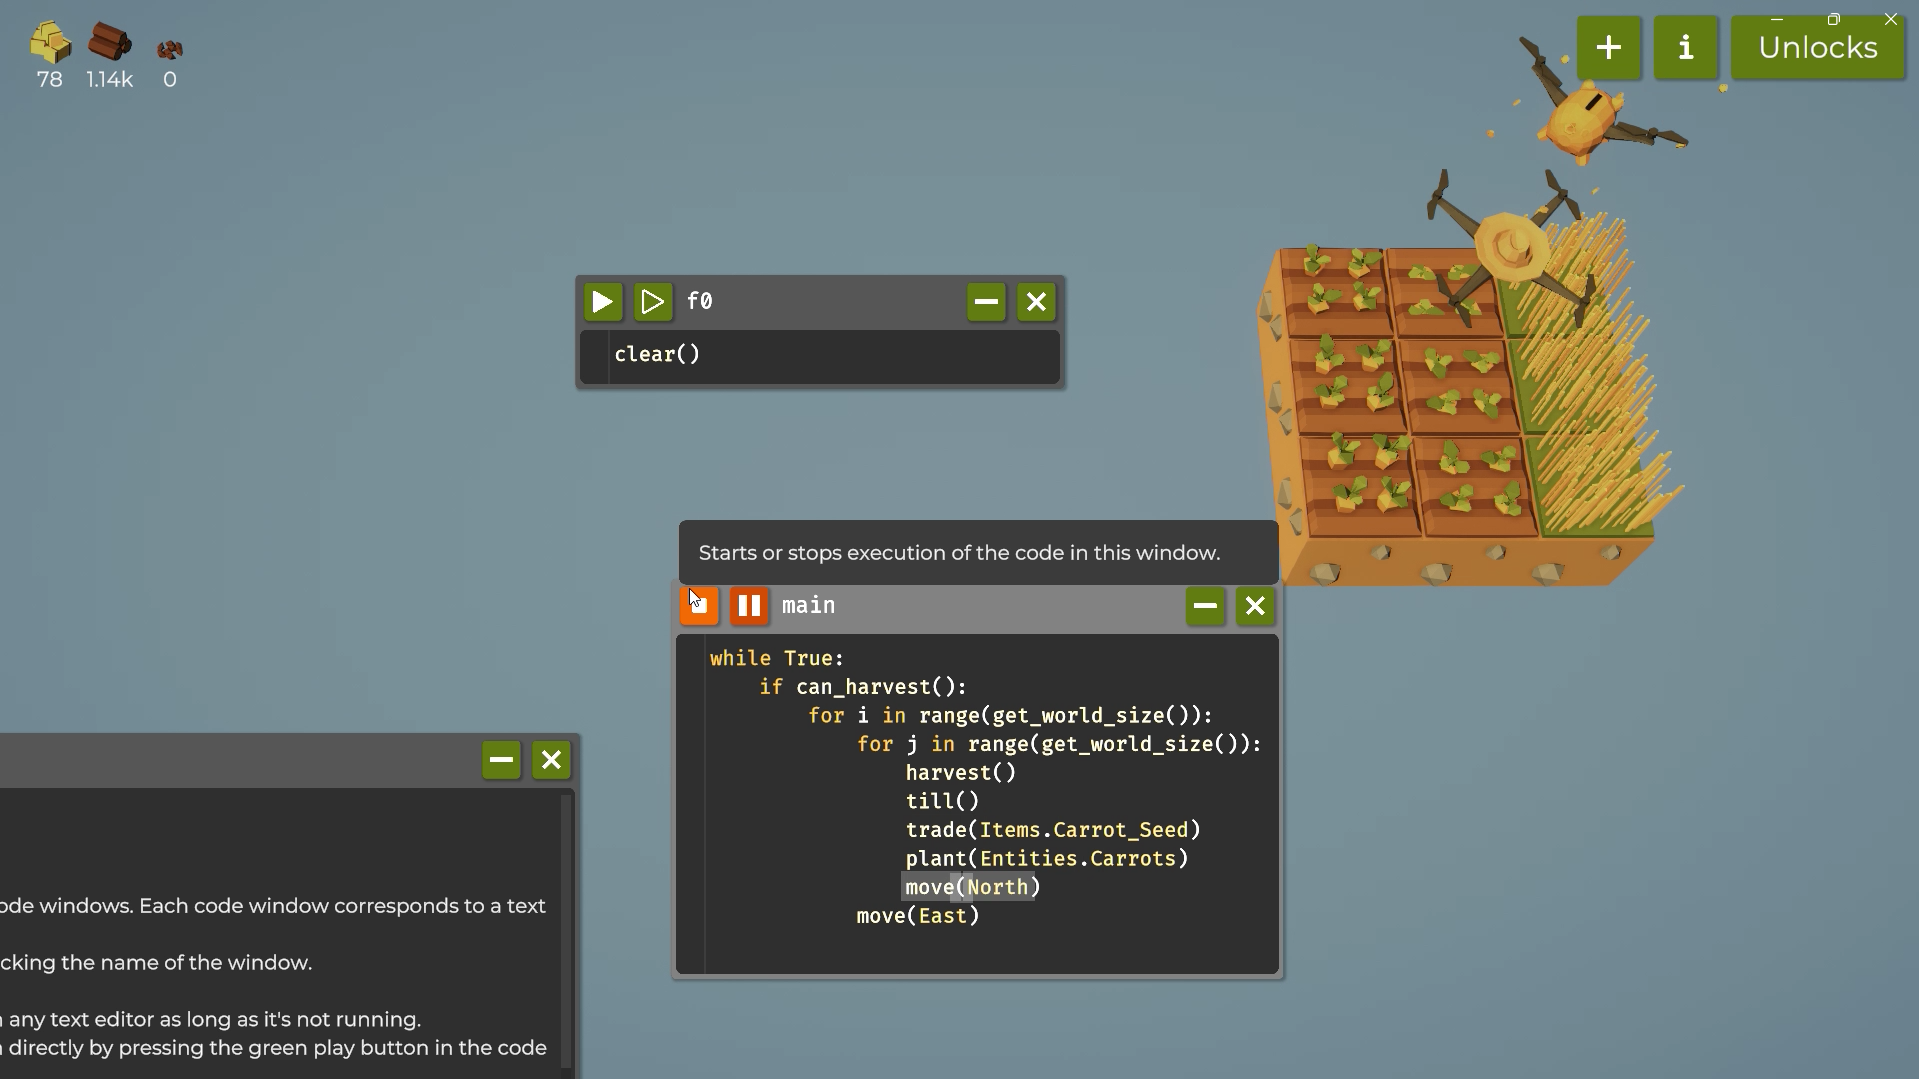 78 1.14k 0
+ i Unlocks
f0
clear()
Starts or stops execution of the code in this window.
main
while True:
if can_harvest():
for i in range(get_world_size()):
for j in range(get_world_size()):
harvest()
till()
trade(Items.Carrot_Seed)
plant(Entities.Carrots)
move(North)
move(East)
ode windows. Each code window corresponds to a text
cking the name of the window.
any text editor as long as it's not running.
directly by pressing the green play button in the code